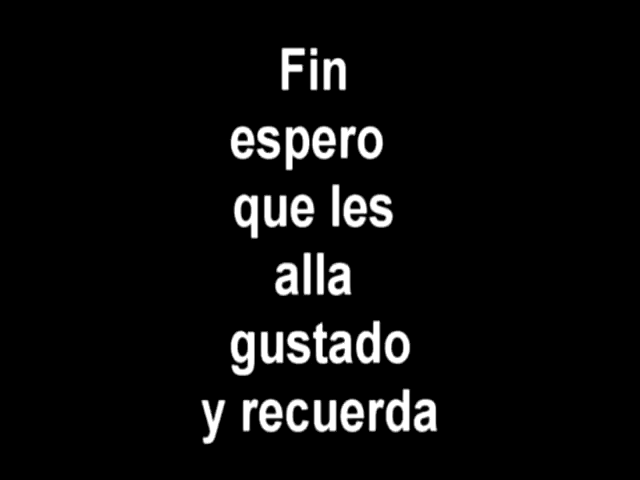 Fin
espero
que les
alla
gustado
y recuerda